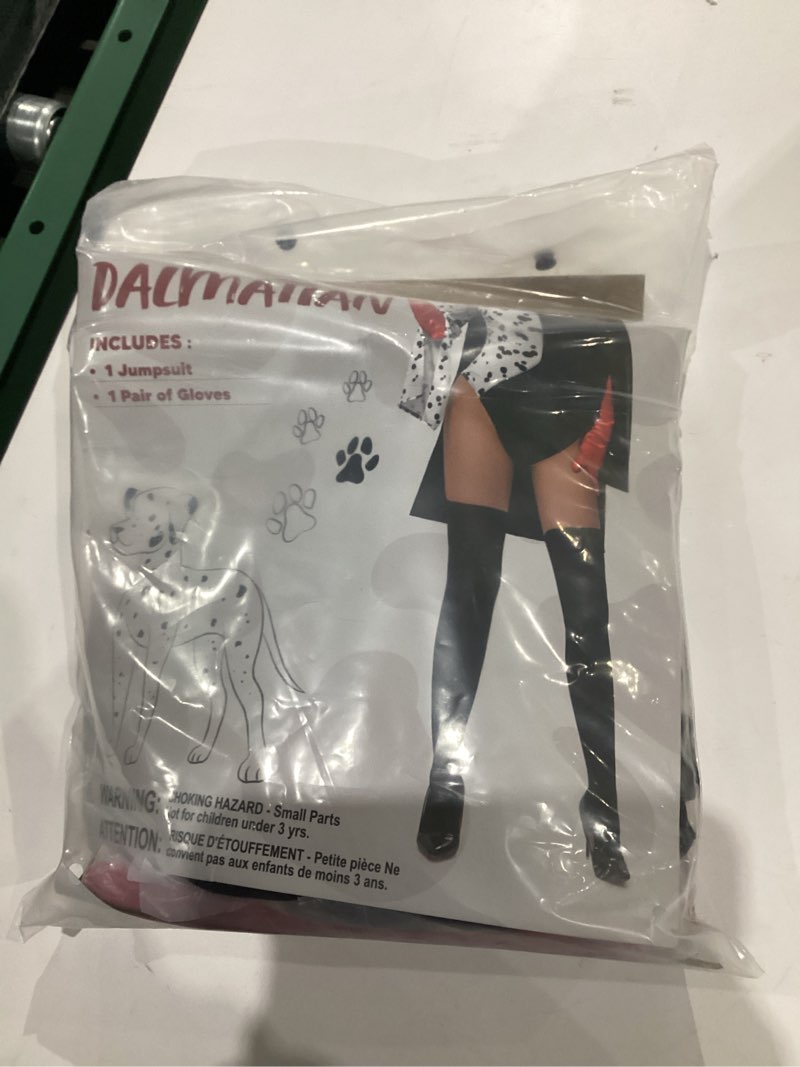 DALMATIAN
INCLUDES :
• 1 Jumpsuit
• 1 Pair of Gloves
WARNING: CHOKING HAZARD - Small Parts
Not for children under 3 yrs.
ATTENTION: RISQUE D'ÉTOUFFEMENT - Petite pièce Ne
convient pas aux enfants de moins 3 ans.